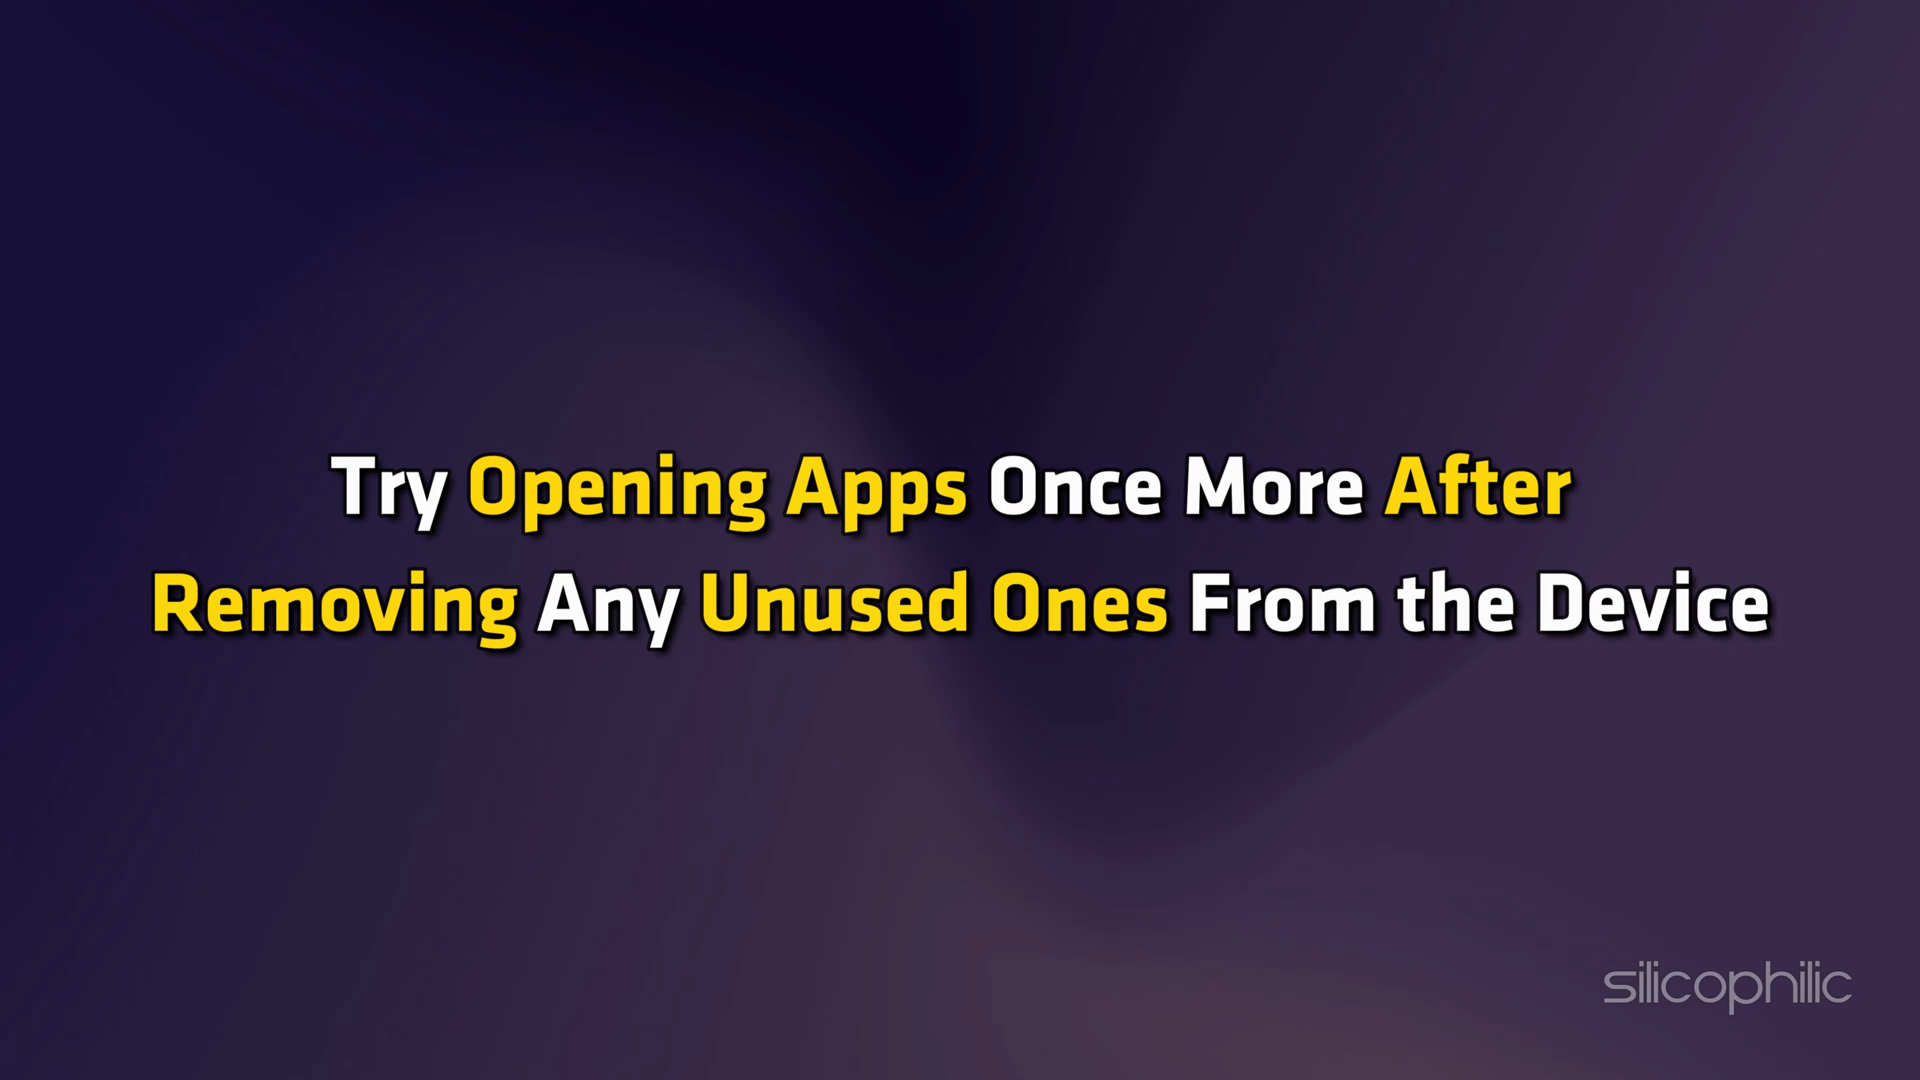 Try Opening Apps Once More After
Removing Any Unused Ones From the Device
silicophilic